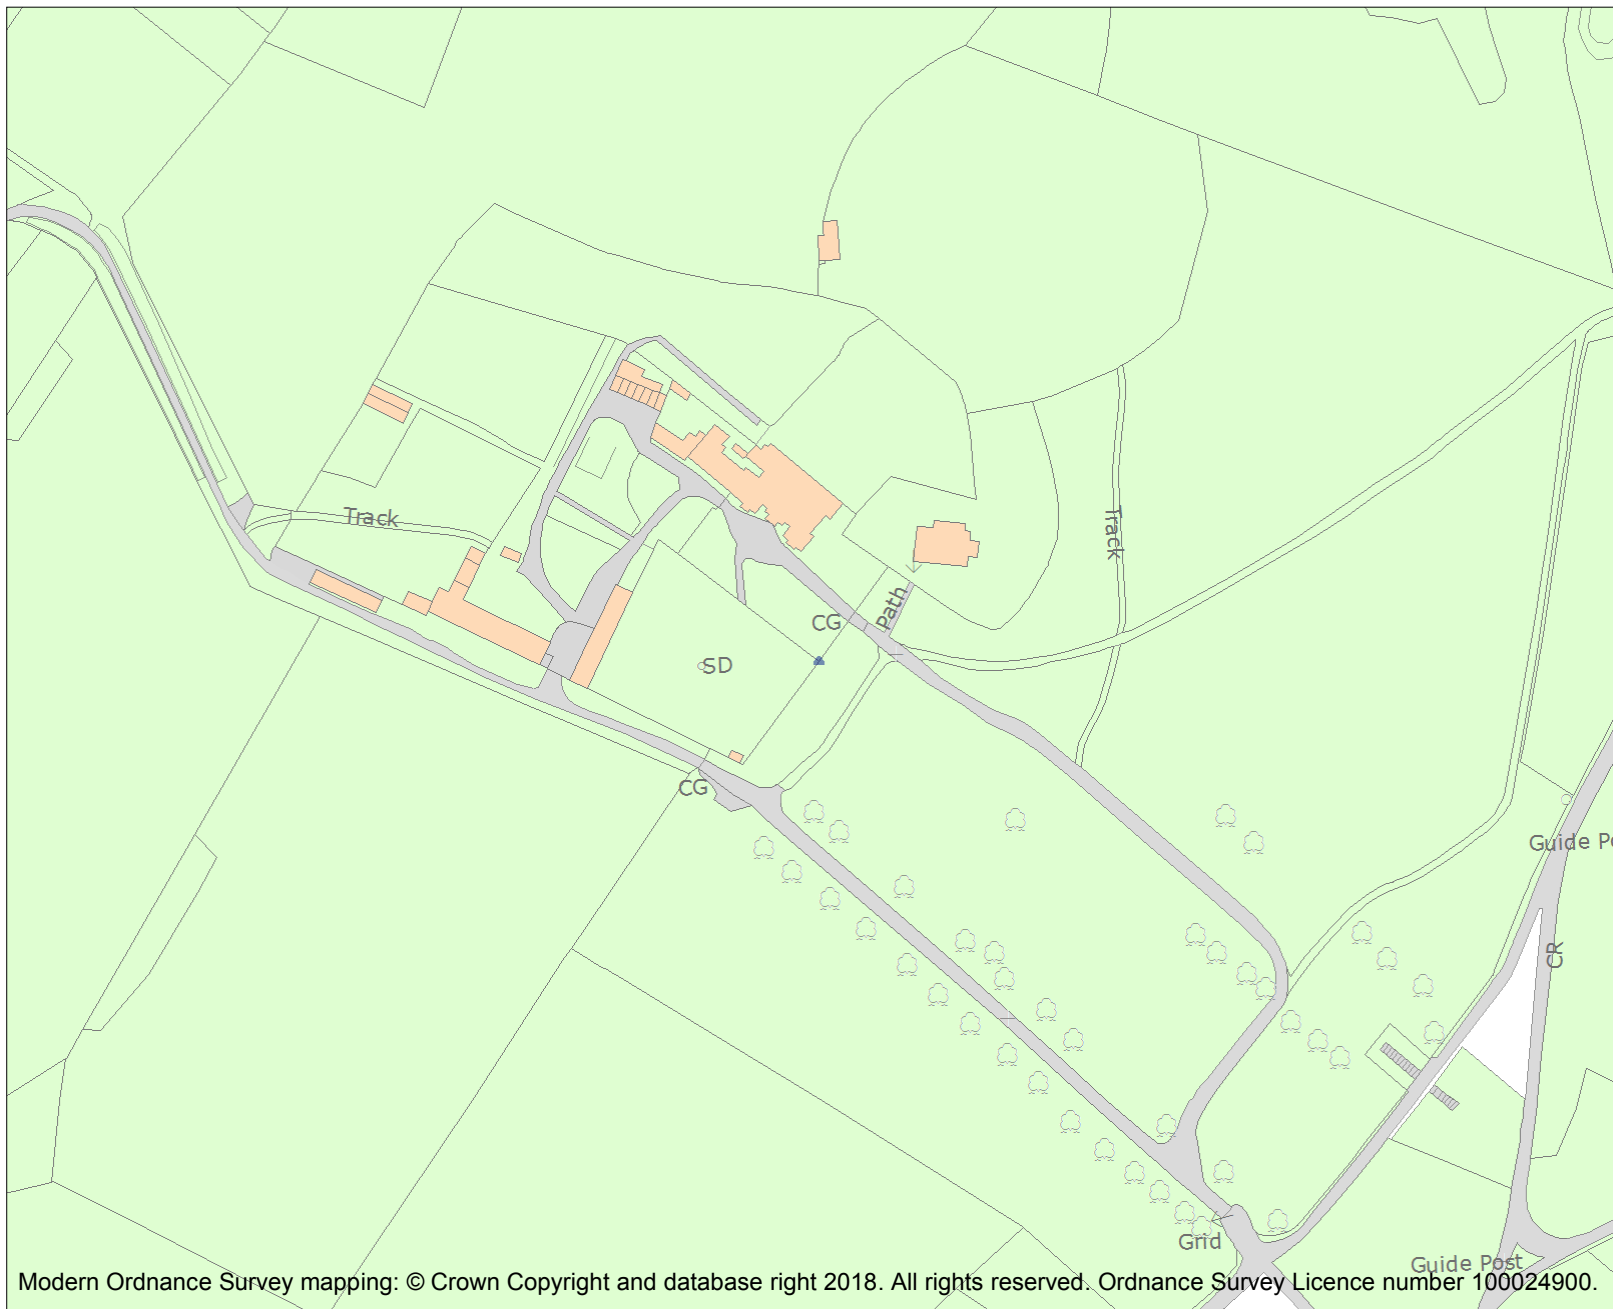 Track
Track
Path
CG
SD
CG
Guide Po
CR
Grid
Guide Post
Modern Ordnance Survey mapping: © Crown Copyright and database right 2018. All rights reserved. Ordnance Survey Licence number 100024900.